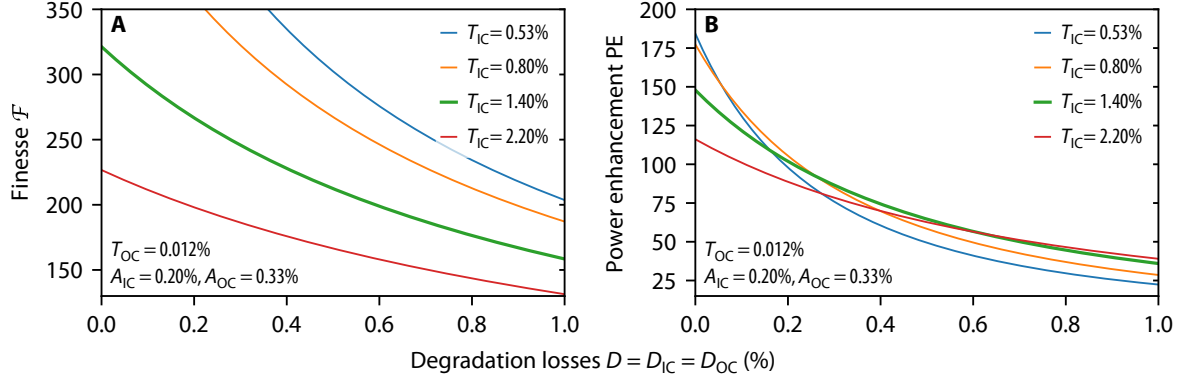 A
Finesse ℱ
350
300
250
200
150
T_IC = 0.53%
T_IC = 0.80%
T_IC = 1.40%
T_IC = 2.20%
T_OC = 0.012%
A_IC = 0.20%, A_OC = 0.33%
0.0 0.2 0.4 0.6 0.8 1.0
B
Power enhancement PE
200
175
150
125
100
75
50
25
T_IC = 0.53%
T_IC = 0.80%
T_IC = 1.40%
T_IC = 2.20%
T_OC = 0.012%
A_IC = 0.20%, A_OC = 0.33%
0.0 0.2 0.4 0.6 0.8 1.0
Degradation losses D = D_IC = D_OC (%)